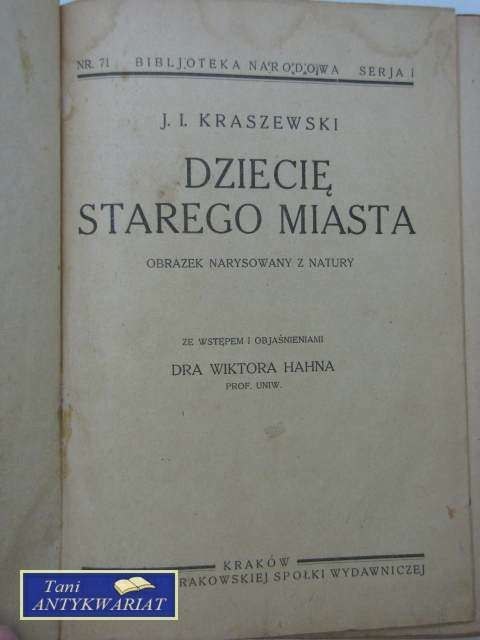 NR. 71 BIBLJOTEKA NARODOWA SERJA I
J. I. KRASZEWSKI
DZIECIĘ
STAREGO MIASTA
OBRAZEK NARYSOWANY Z NATURY
ZE WSTĘPEM I OBJAŚNIENIAMI
DRA WIKTORA HAHNA
PROF. UNIW.
KRAKÓW
RAKOWSKIEJ SPÓŁKI WYDAWNICZEJ
Tani
ANTYKWARIAT